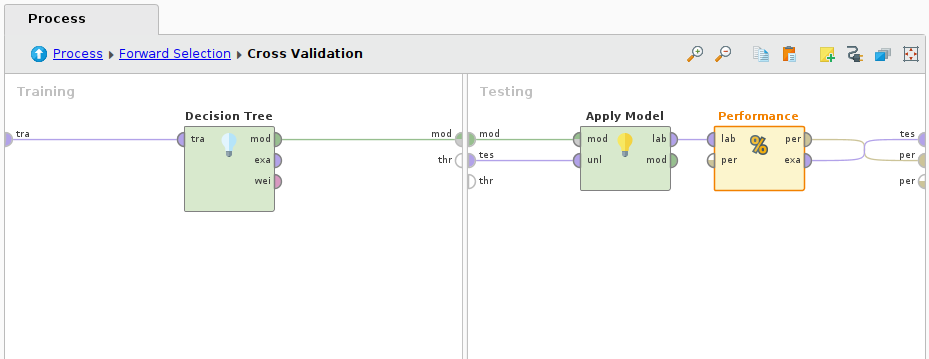 Process
Process Forward Selection Cross Validation
Training
Testing
Decision Tree
Apply Model
Performance
tra
tra
mod
exa
wei
mod
thr
mod
tes
thr
mod
unl
lab
mod
lab
per
per
exa
tes
per
per